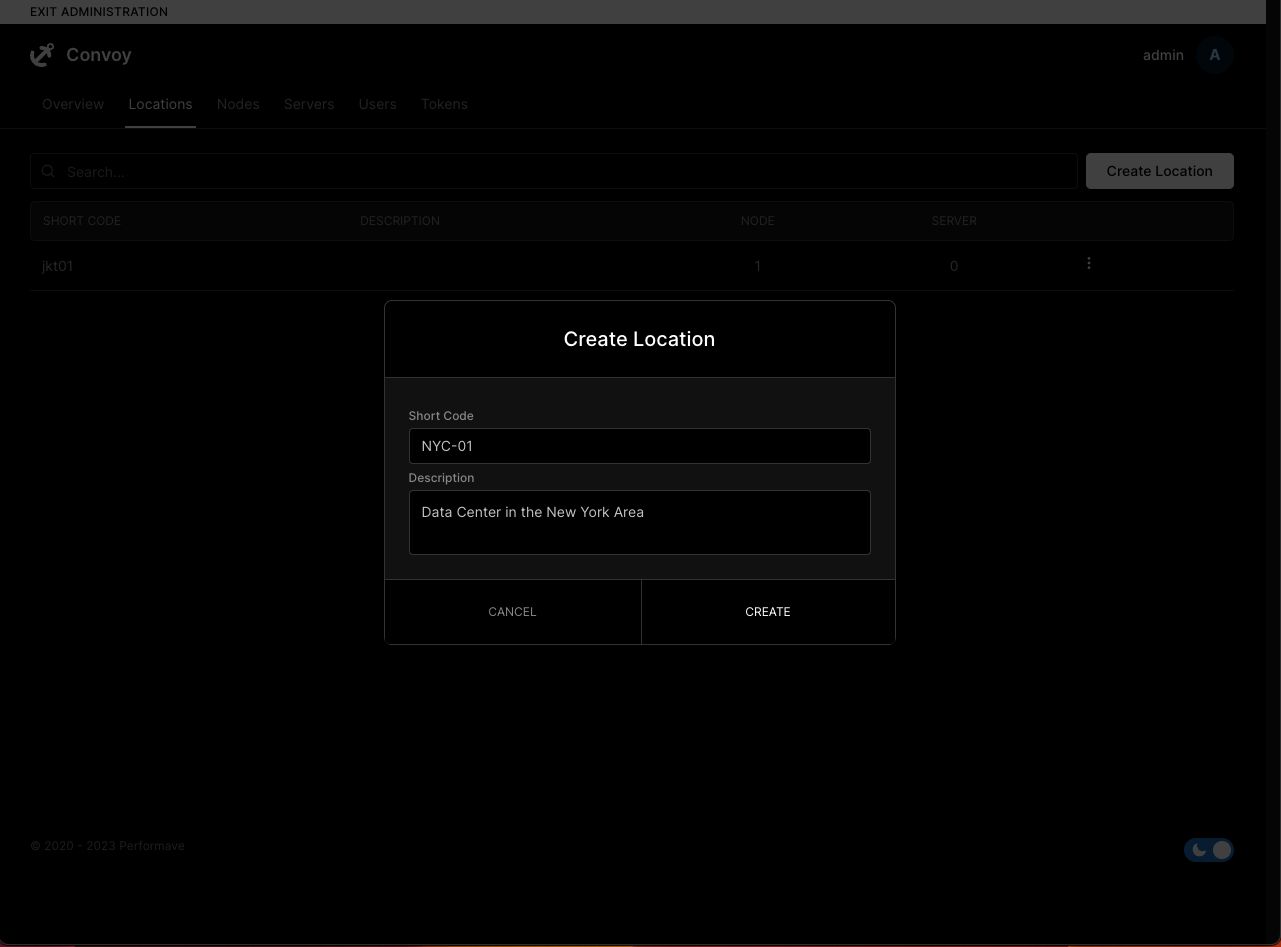 EXIT ADMINISTRATION
Convoy
admin A
Overview Locations Nodes Servers Users Tokens
Search...
Create Location
SHORT CODE DESCRIPTION NODE SERVER
jkt01 1 0
Create Location
Short Code
NYC-01
Description
Data Center in the New York Area
CANCEL CREATE
© 2020 - 2023 Performave